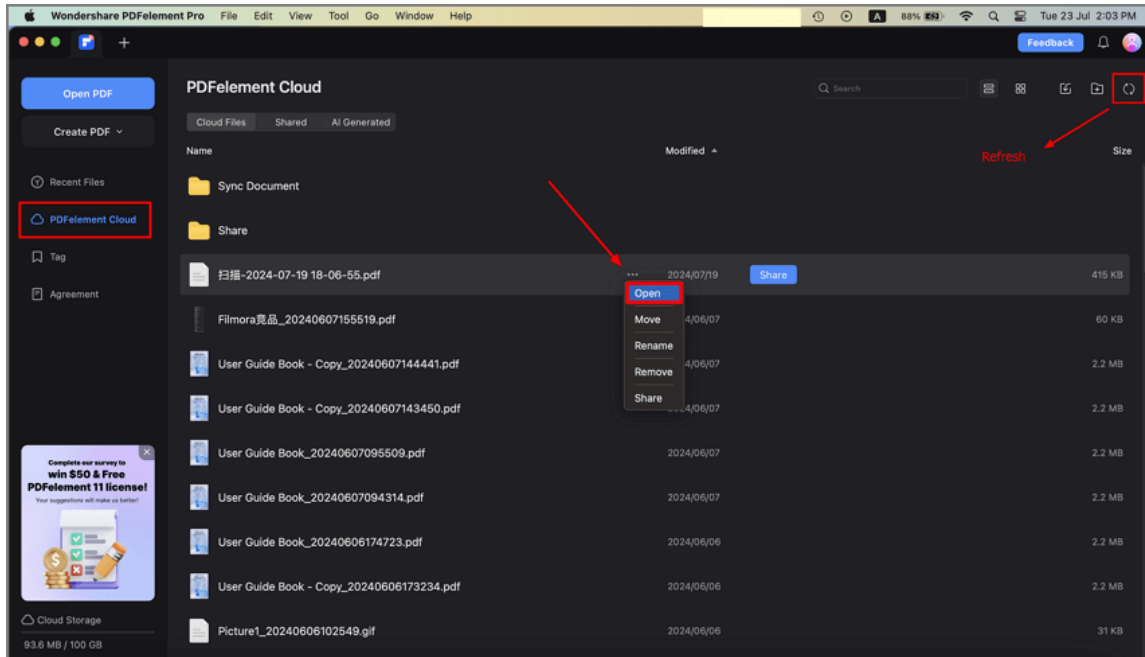 Wondershare PDFelement Pro File Edit View Tool Go Window Help A 88% Tue 23 Jul 2:03 PM
Feedback
Open PDF
Create PDF
Recent Files
PDFelement Cloud
Tag
Agreement
Complete our survey to
win $50 & Free
PDFelement 11 license!
Your suggestions will make us better!
Cloud Storage
93.6 MB / 100 GB
PDFelement Cloud
Search
Cloud Files Shared AI Generated
Refresh
Name Modified Size
Sync Document
Share
扫描-2024-07-19 18-06-55.pdf ... 2024/07/19 Share 415 KB
Filmora竞品_20240607155519.pdf 4/06/07 60 KB
User Guide Book - Copy_20240607144441.pdf 4/06/07 2.2 MB
User Guide Book - Copy_20240607143450.pdf 4/06/07 2.2 MB
User Guide Book_20240607095509.pdf 2024/06/07 2.2 MB
User Guide Book_20240607094314.pdf 2024/06/07 2.2 MB
User Guide Book_20240606174723.pdf 2024/06/06 2.2 MB
User Guide Book - Copy_20240606173234.pdf 2024/06/06 2.2 MB
Picture1_20240606102549.gif 2024/06/06 31 KB
Open
Move
Rename
Remove
Share